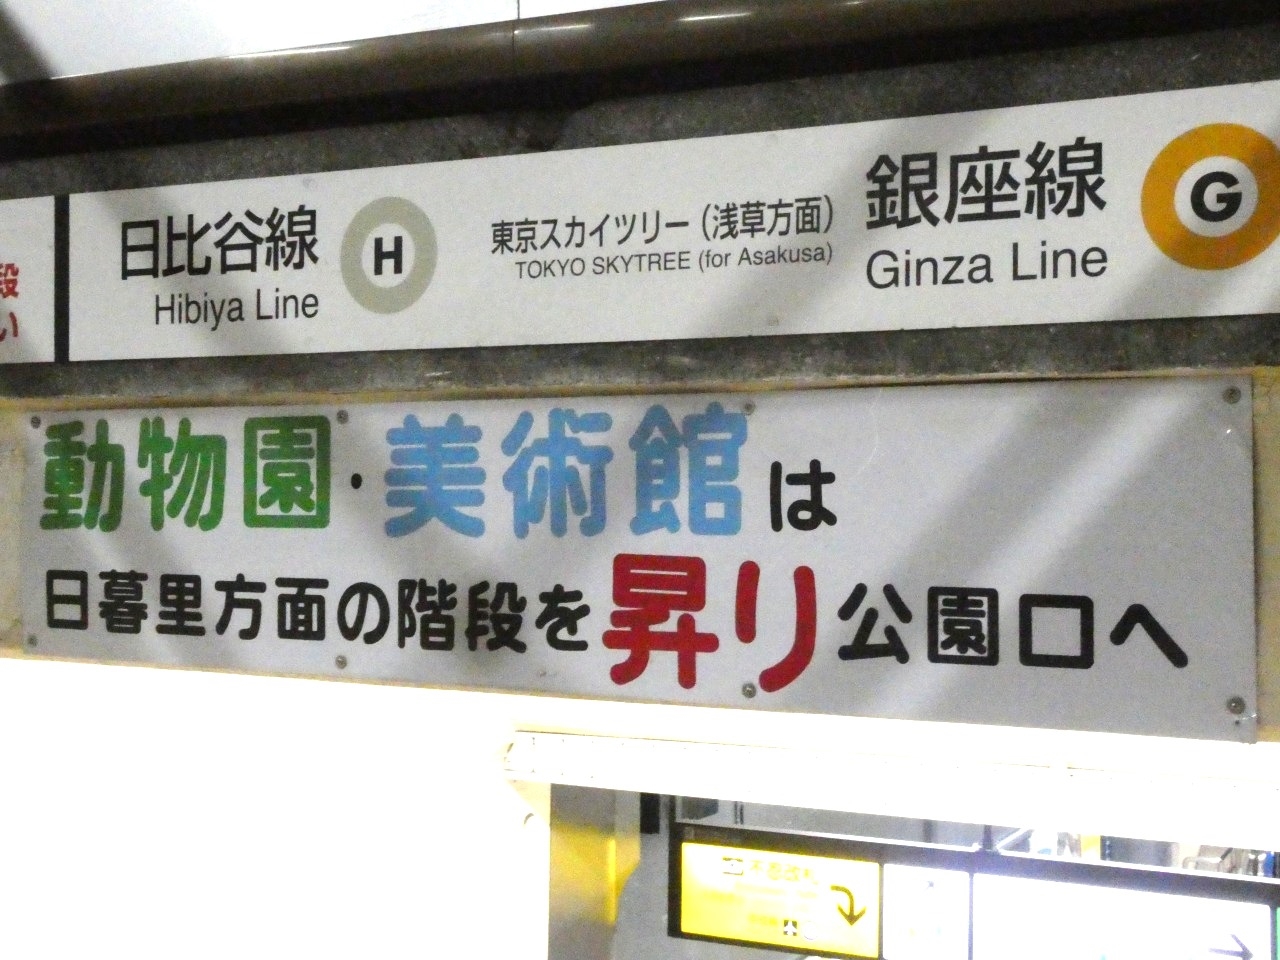 段
い
日比谷線
Hibiya Line
H
東京スカイツリー（浅草方面）
TOKYO SKYTREE (for Asakusa)
銀座線
Ginza Line
G
動物園・美術館は
日暮里方面の階段を昇り公園口へ